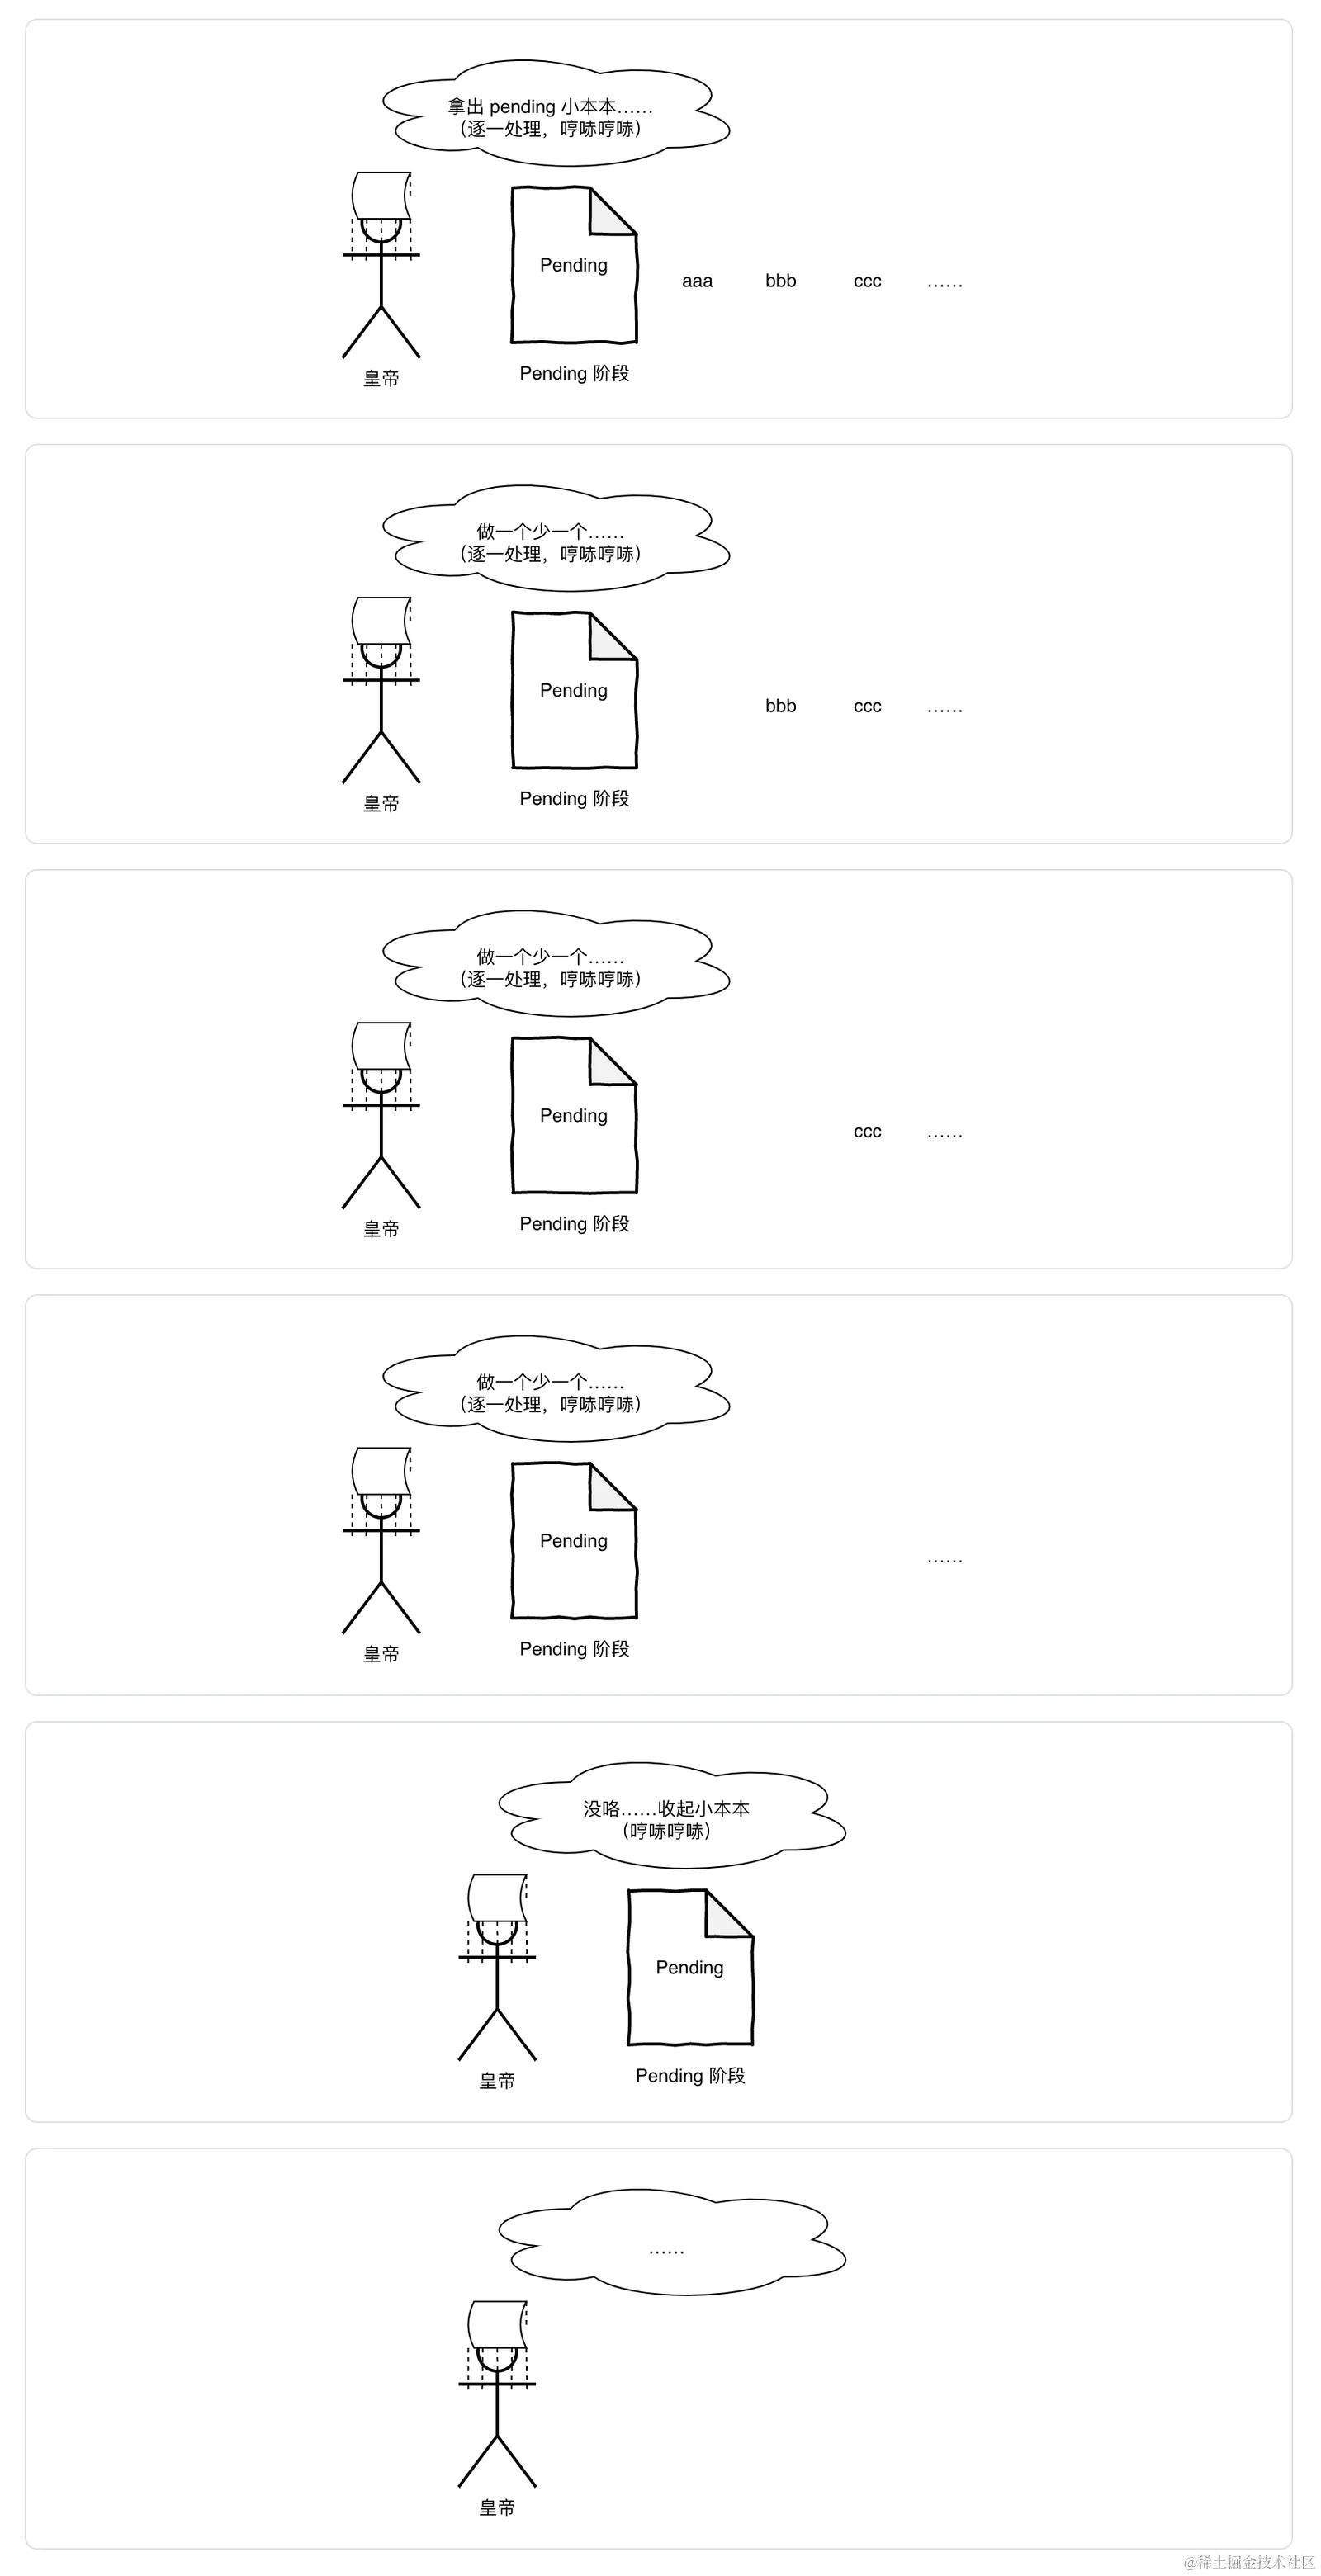 拿出 pending 小本本……
（逐一处理，哼哧哼哧）
Pending
aaa
bbb
ccc
……
皇帝
Pending 阶段
做一个少一个……
（逐一处理，哼哧哼哧）
Pending
bbb
ccc
……
皇帝
Pending 阶段
做一个少一个……
（逐一处理，哼哧哼哧）
Pending
ccc
……
皇帝
Pending 阶段
做一个少一个……
（逐一处理，哼哧哼哧）
Pending
……
皇帝
Pending 阶段
没咯……收起小本本
（哼哧哼哧）
Pending
皇帝
Pending 阶段
……
皇帝
@稀土掘金技术社区